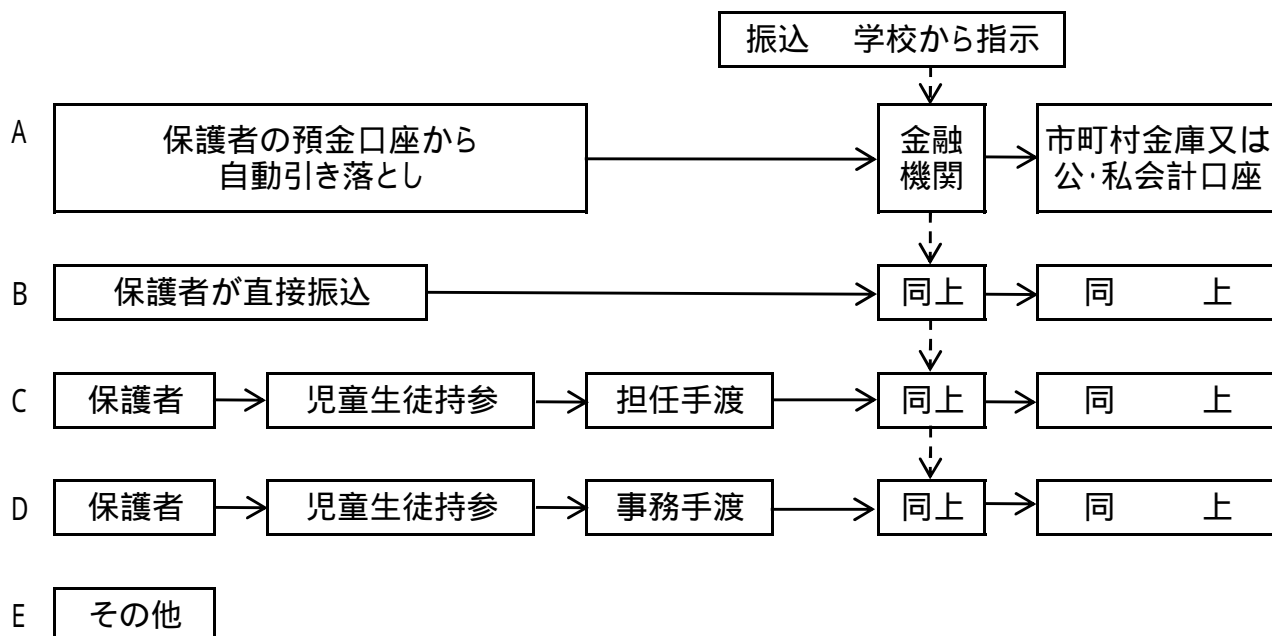 振込　学校から指示
A
保護者の預金口座から
自動引き落とし
金融
機関
市町村金庫又は
公・私会計口座
B
保護者が直接振込
同上
同　　上
C
保護者
児童生徒持参
担任手渡
同上
同　　上
D
保護者
児童生徒持参
事務手渡
同上
同　　上
E
その他